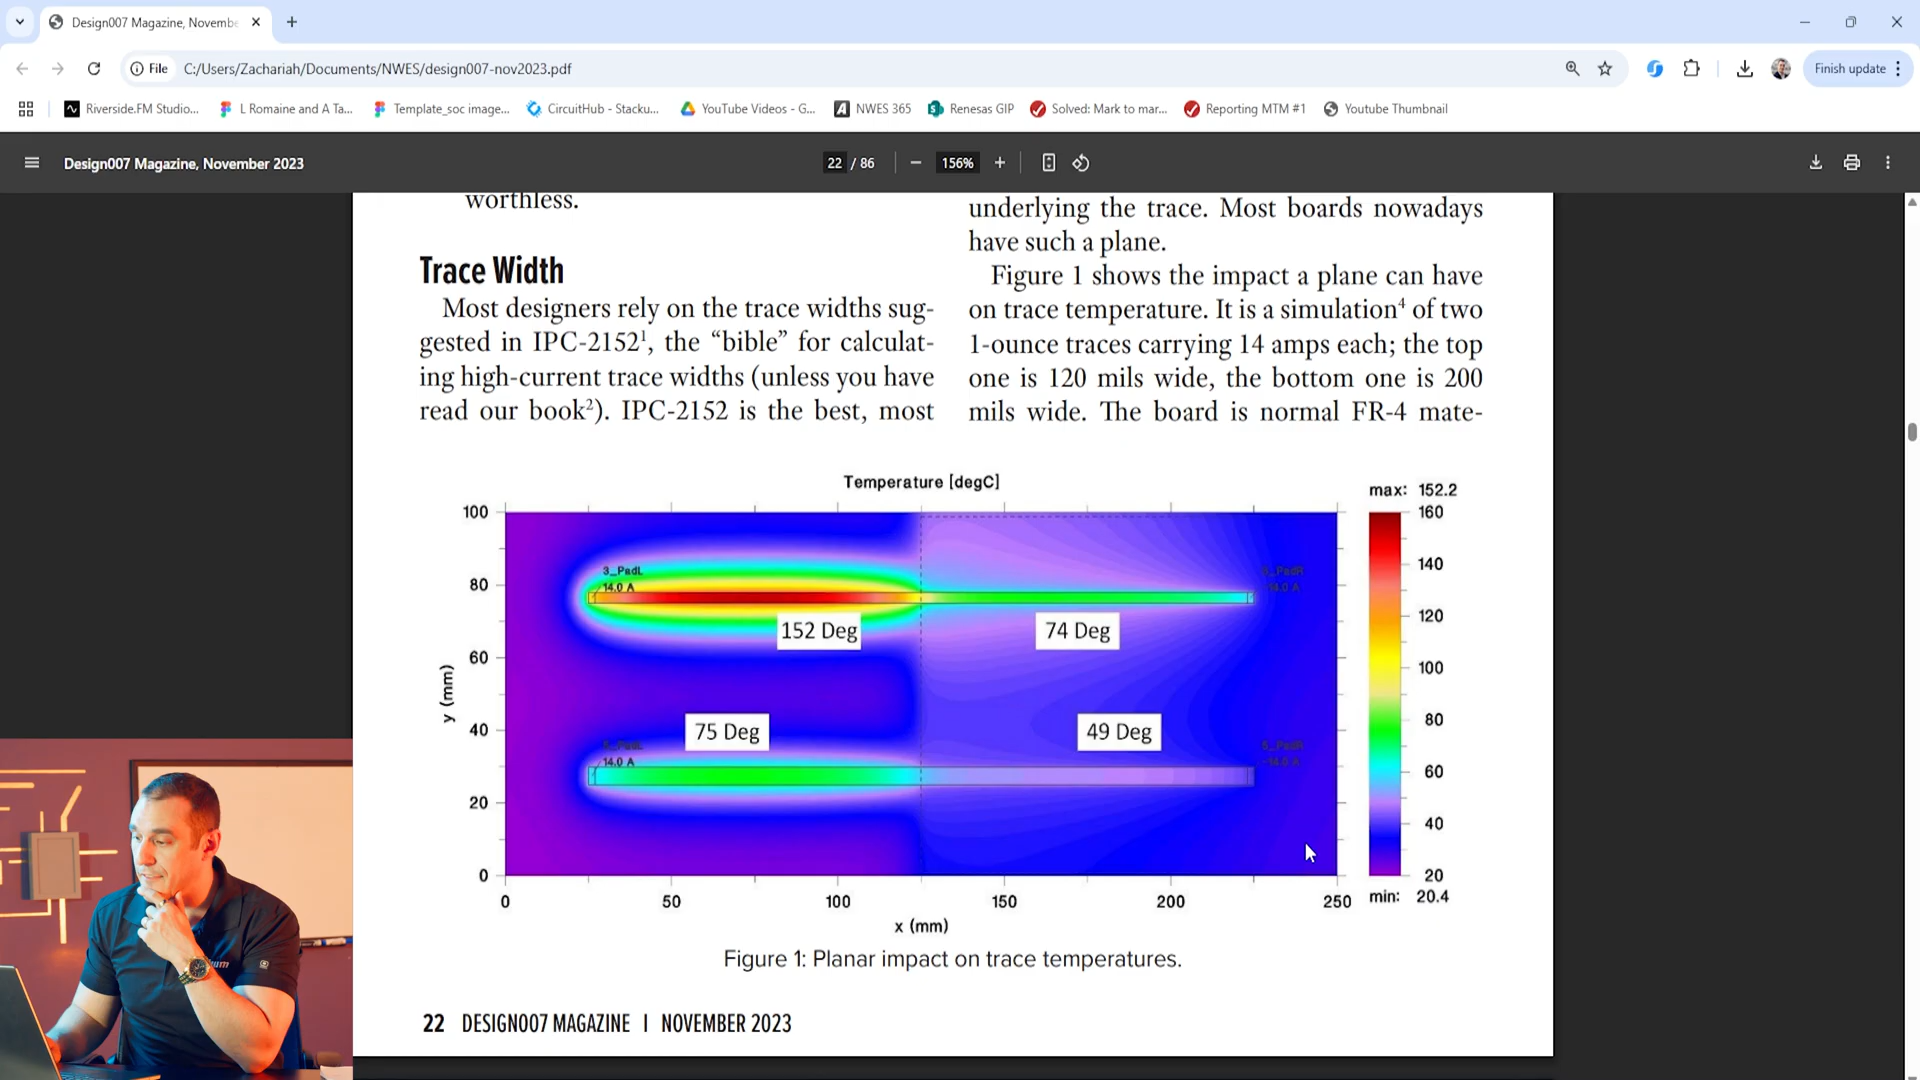 Design007 Magazine, Novembe
File
C:/Users/Zachariah/Documents/NWES/design007-nov2023.pdf
Finish update
Riverside.FM Studio...
L Romaine and A Ta...
Template_soc image...
CircuitHub - Stacku...
YouTube Videos - G...
NWES 365
Renesas GIP
Solved: Mark to mar...
Reporting MTM #1
Youtube Thumbnail
Design007 Magazine, November 2023
22 / 86
156%
worthless.
Trace Width
Most designers rely on the trace widths sug-
gested in IPC-2152¹, the “bible” for calculat-
ing high-current trace widths (unless you have
read our book²). IPC-2152 is the best, most
underlying the trace. Most boards nowadays
have such a plane.
Figure 1 shows the impact a plane can have
on trace temperature. It is a simulation⁴ of two
1-ounce traces carrying 14 amps each; the top
one is 120 mils wide, the bottom one is 200
mils wide. The board is normal FR-4 mate-
Temperature [degC]
max: 152.2
160
140
120
100
80
60
40
20
min: 20.4
100
80
60
40
20
0
y (mm)
3_PadL
14.0 A
3_PadR
-14.0 A
152 Deg
74 Deg
75 Deg
49 Deg
14.0 A
-14.0 A
0
50
100
150
200
250
x (mm)
Figure 1: Planar impact on trace temperatures.
22 DESIGN007 MAGAZINE I NOVEMBER 2023